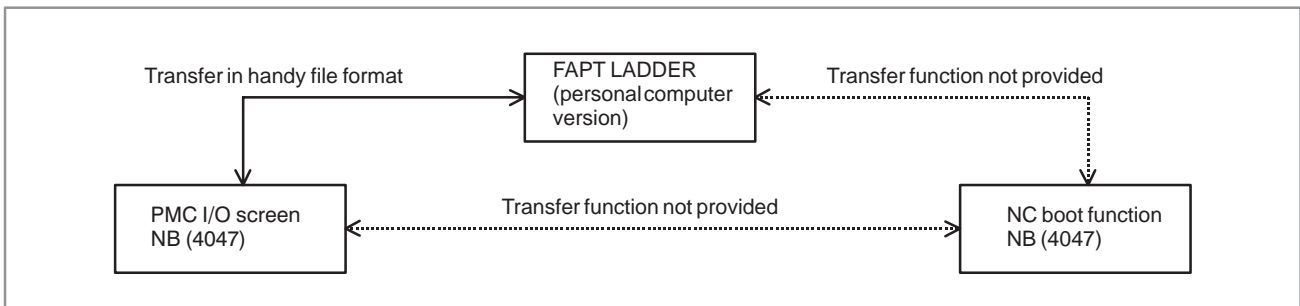 Transfer in handy file format
FAPT LADDER
(personal computer
version)
Transfer function not provided
PMC I/O screen
NB (4047)
Transfer function not provided
NC boot function
NB (4047)